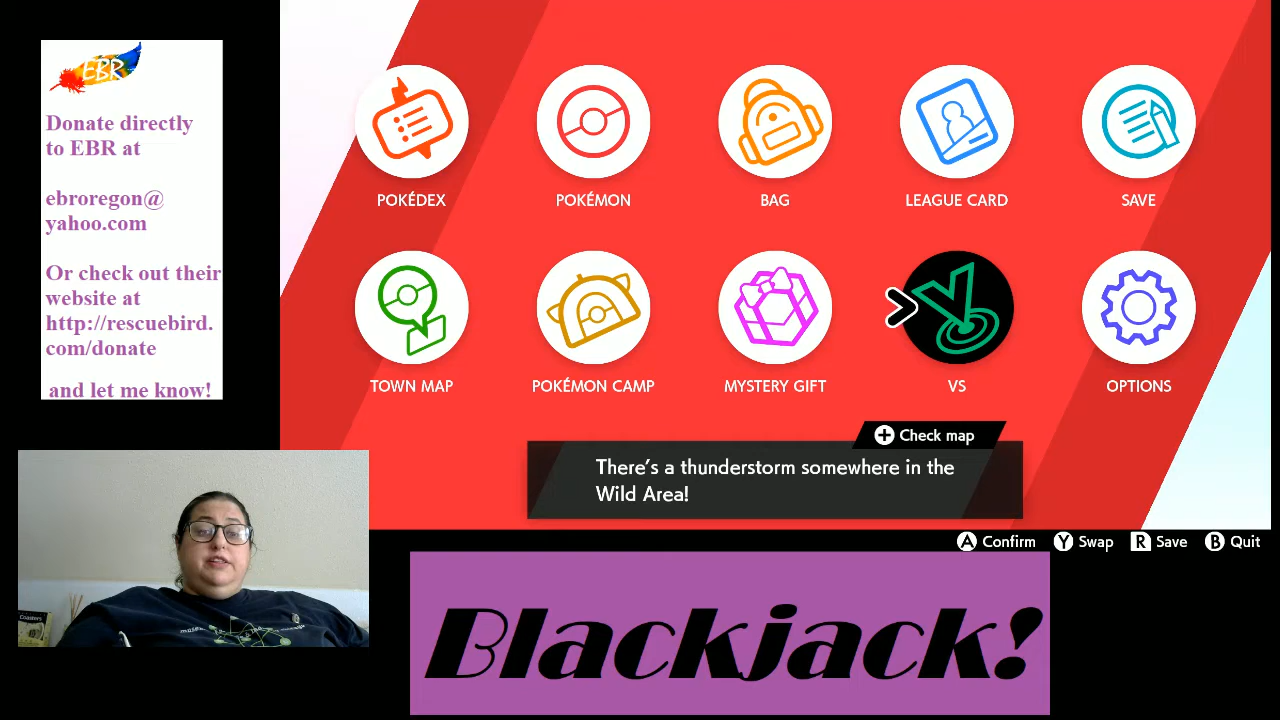 EBR
Donate directly
to EBR at
ebroregon@
yahoo.com
Or check out their
website at
http://rescuebird.
com/donate
and let me know!
POKÉDEX
POKÉMON
BAG
LEAGUE CARD
SAVE
TOWN MAP
POKÉMON CAMP
MYSTERY GIFT
VS
OPTIONS
+ Check map
There's a thunderstorm somewhere in the
Wild Area!
A Confirm Y Swap R Save B Quit
Coasters
Blackjack!